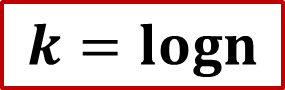 k = logn